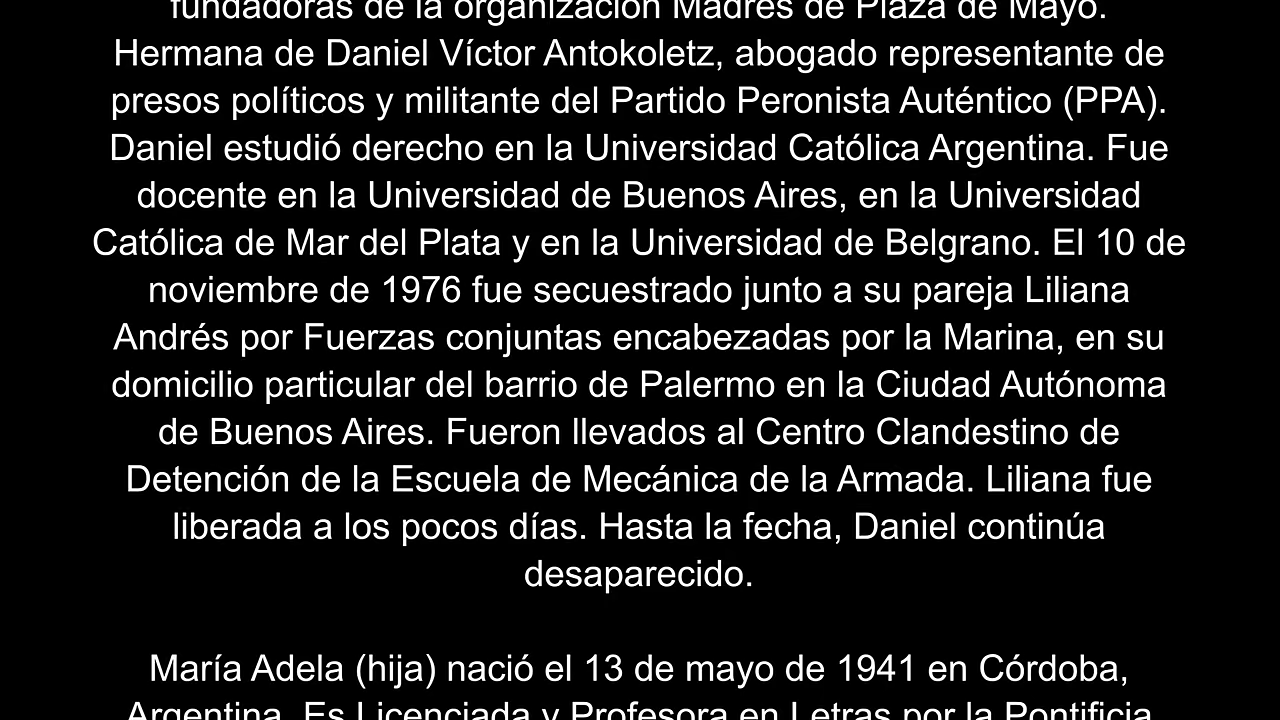 fundadoras de la organización Madres de Plaza de Mayo.
Hermana de Daniel Víctor Antokoletz, abogado representante de
presos políticos y militante del Partido Peronista Auténtico (PPA).
Daniel estudió derecho en la Universidad Católica Argentina. Fue
docente en la Universidad de Buenos Aires, en la Universidad
Católica de Mar del Plata y en la Universidad de Belgrano. El 10 de
noviembre de 1976 fue secuestrado junto a su pareja Liliana
Andrés por Fuerzas conjuntas encabezadas por la Marina, en su
domicilio particular del barrio de Palermo en la Ciudad Autónoma
de Buenos Aires. Fueron llevados al Centro Clandestino de
Detención de la Escuela de Mecánica de la Armada. Liliana fue
liberada a los pocos días. Hasta la fecha, Daniel continúa
desaparecido.
María Adela (hija) nació el 13 de mayo de 1941 en Córdoba,
Argentina. Es Licenciada y Profesora en Letras por la Pontificia